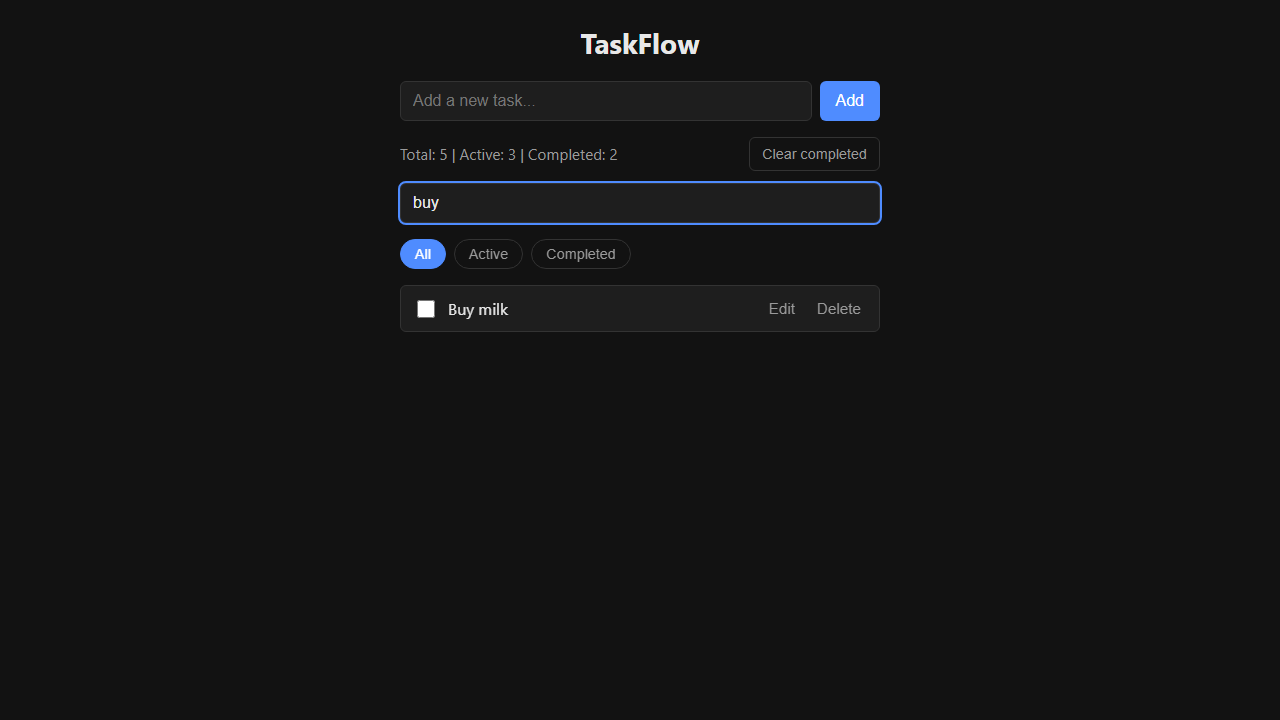 TaskFlow
Add a new task...
Add
Total: 5 | Active: 3 | Completed: 2
Clear completed
buy
All
Active
Completed
Buy milk
Edit
Delete